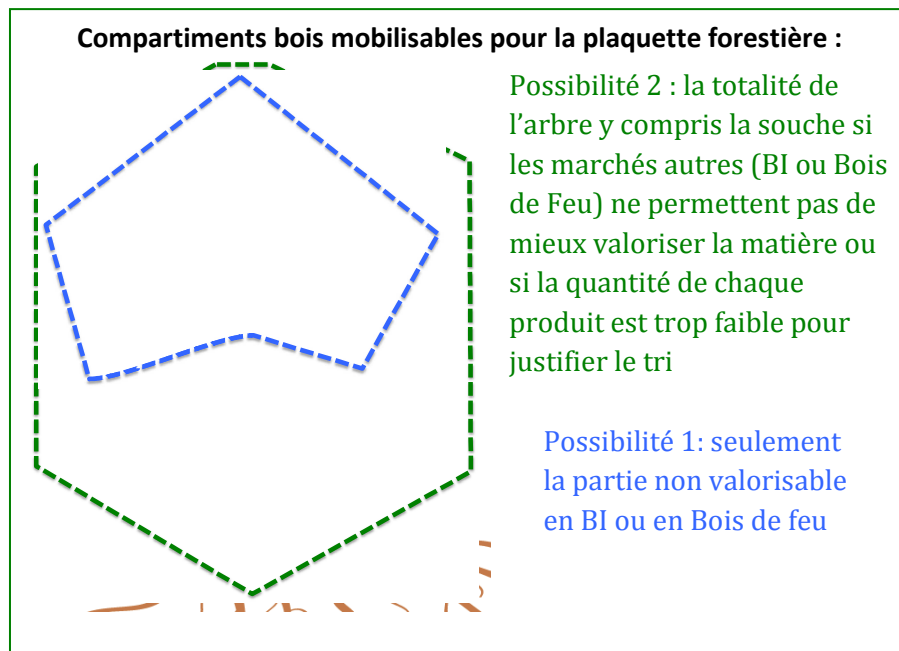 Compartiments bois mobilisables pour la plaquette forestière :
Possibilité 2 : la totalité de
l’arbre y compris la souche si
les marchés autres (BI ou Bois
de Feu) ne permettent pas de
mieux valoriser la matière ou
si la quantité de chaque
produit est trop faible pour
justifier le tri
Possibilité 1: seulement
la partie non valorisable
en BI ou en Bois de feu